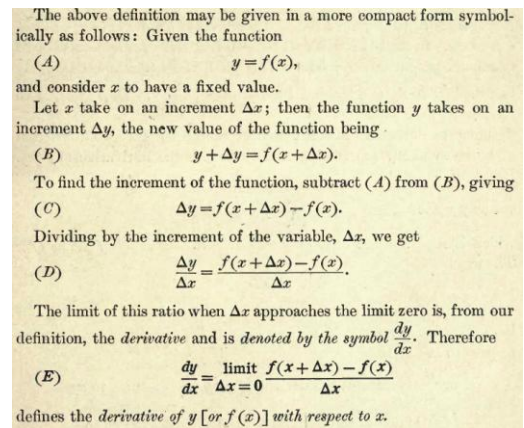 The above definition may be given in a more compact form symbol-
ically as follows: Given the function
(A) y = f(x),
and consider x to have a fixed value.
Let x take on an increment Δx; then the function y takes on an
increment Δy, the new value of the function being
(B) y + Δy = f(x + Δx).
To find the increment of the function, subtract (A) from (B), giving
(C) Δy = f(x + Δx) − f(x).
Dividing by the increment of the variable, Δx, we get
(D) Δy/Δx = (f(x + Δx) − f(x))/Δx.
The limit of this ratio when Δx approaches the limit zero is, from our
definition, the derivative and is denoted by the symbol dy/dx. Therefore
(E) dy/dx = limit Δx=0 (f(x + Δx) − f(x))/Δx
defines the derivative of y [or f(x)] with respect to x.